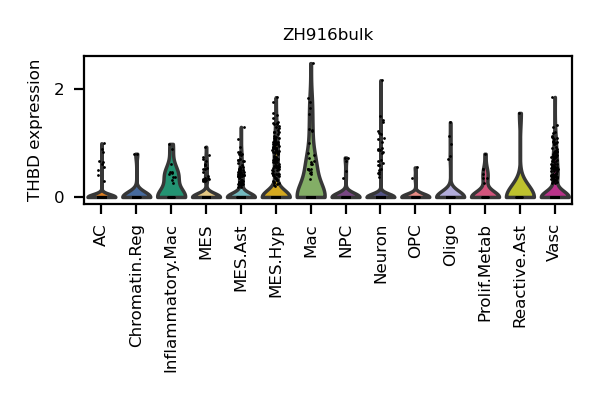 ZH916bulk
THBD expression
2
0
AC
Chromatin.Reg
Inflammatory.Mac
MES
MES.Ast
MES.Hyp
Mac
NPC
Neuron
OPC
Oligo
Prolif.Metab
Reactive.Ast
Vasc